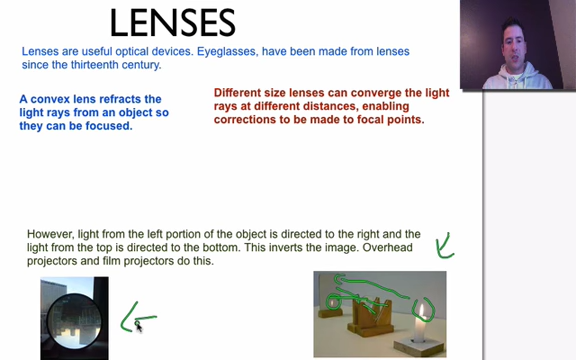 LENSES
Lenses are useful optical devices. Eyeglasses, have been made from lenses
since the thirteenth century.
A convex lens refracts the
light rays from an object so
they can be focused.
Different size lenses can converge the light
rays at different distances, enabling
corrections to be made to focal points.
However, light from the left portion of the object is directed to the right and the
light from the top is directed to the bottom. This inverts the image. Overhead
projectors and film projectors do this.